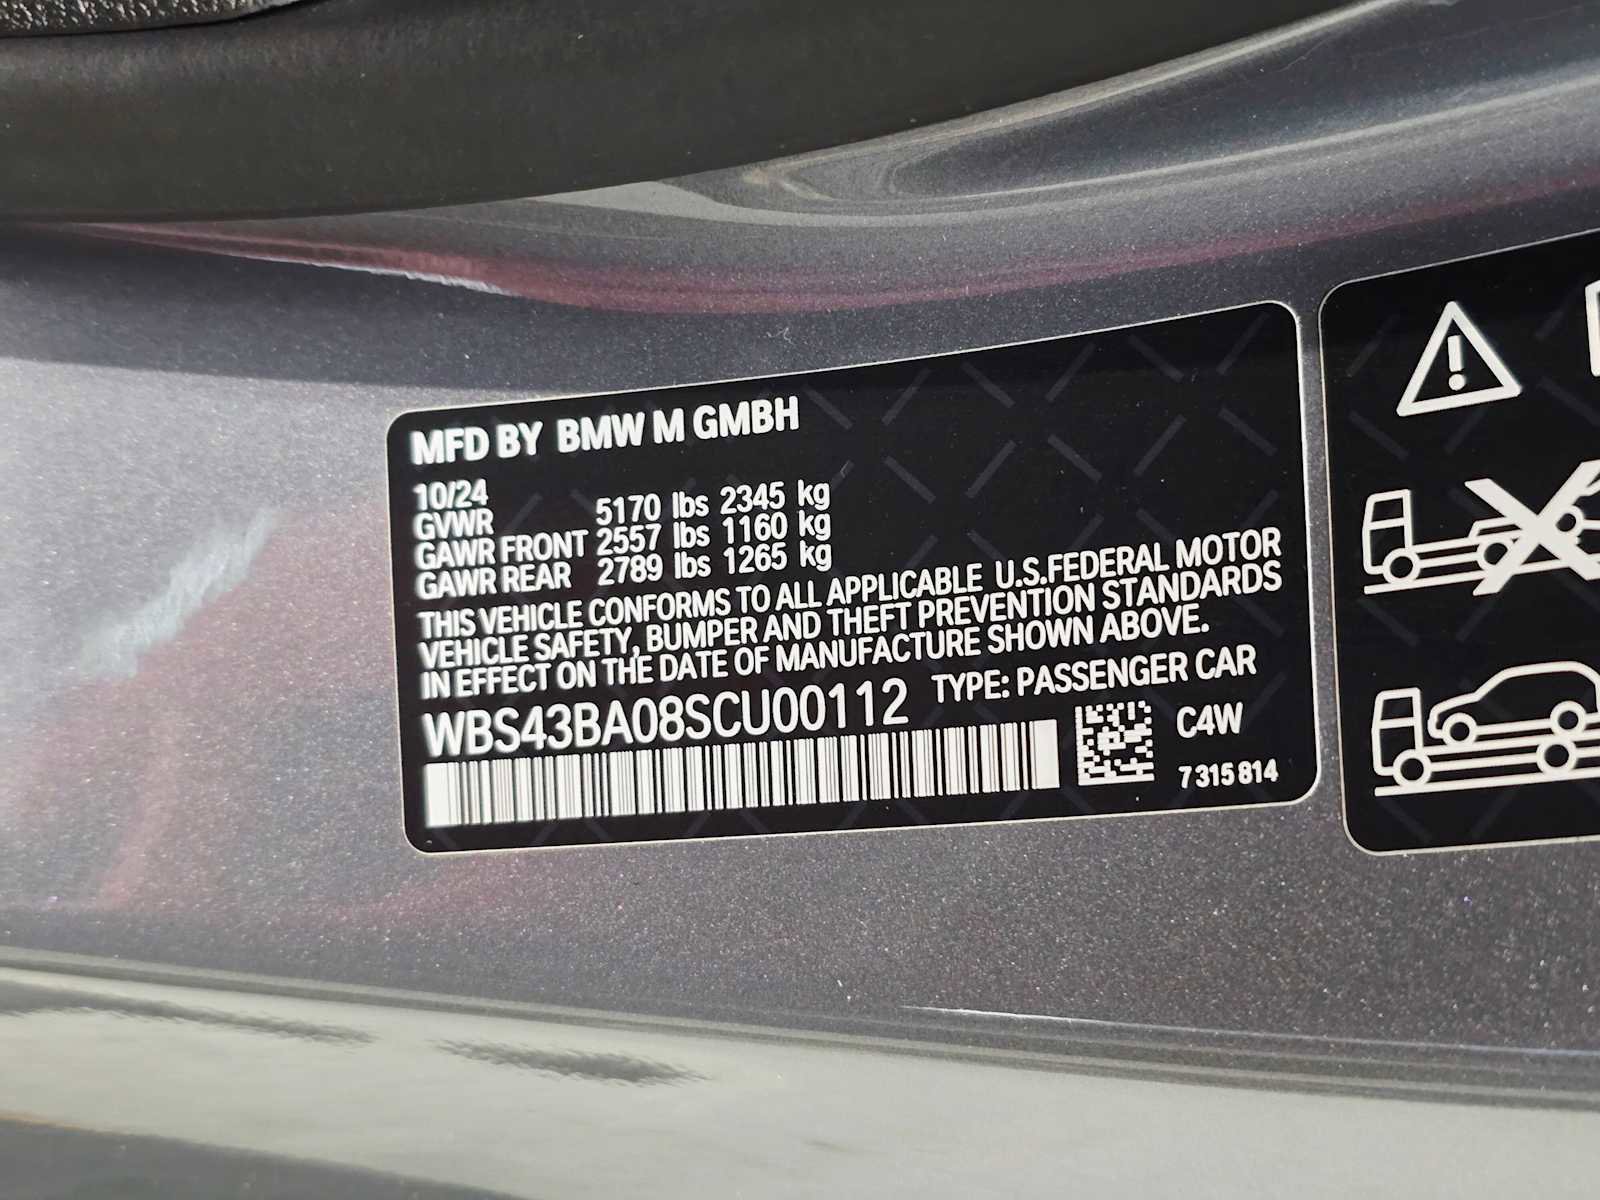 MFD BY BMW M GMBH
10/24
GVWR 5170 lbs 2345 kg
GAWR FRONT 2557 lbs 1160 kg
GAWR REAR 2789 lbs 1265 kg
THIS VEHICLE CONFORMS TO ALL APPLICABLE U.S.FEDERAL MOTOR
VEHICLE SAFETY, BUMPER AND THEFT PREVENTION STANDARDS
IN EFFECT ON THE DATE OF MANUFACTURE SHOWN ABOVE.
WBS43BA08SCU00112 TYPE: PASSENGER CAR
C4W
7 315 814